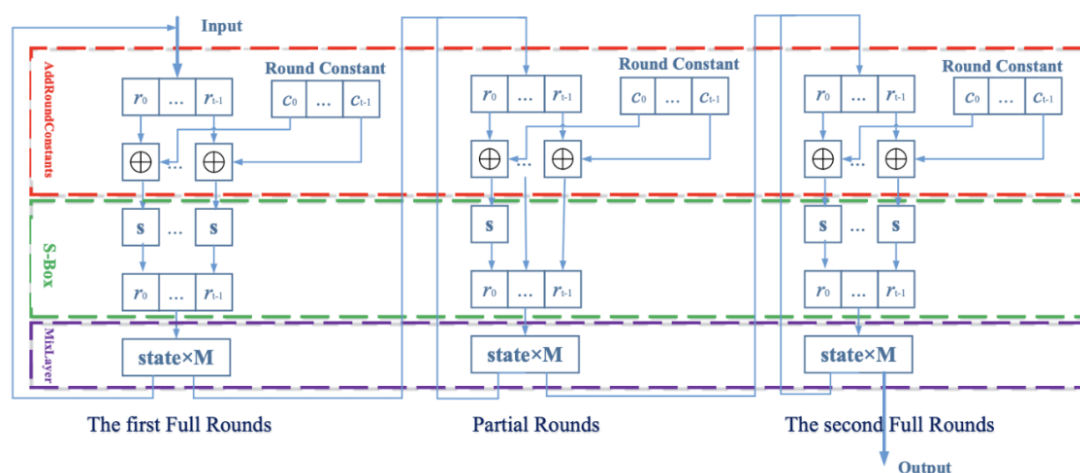 Input
AddRoundConstants
Round Constant
r₀ ... rₜ₋₁
c₀ ... cₜ₋₁
⊕ ... ⊕
Round Constant
r₀ ... rₜ₋₁
c₀ ... cₜ₋₁
⊕ ... ⊕
Round Constant
r₀ ... rₜ₋₁
c₀ ... cₜ₋₁
⊕ ... ⊕
S-Box
s ... s
r₀ ... rₜ₋₁
s
r₀ ... rₜ₋₁
s ... s
r₀ ... rₜ₋₁
MixLayer
state×M
state×M
state×M
The first Full Rounds
Partial Rounds
The second Full Rounds
Output